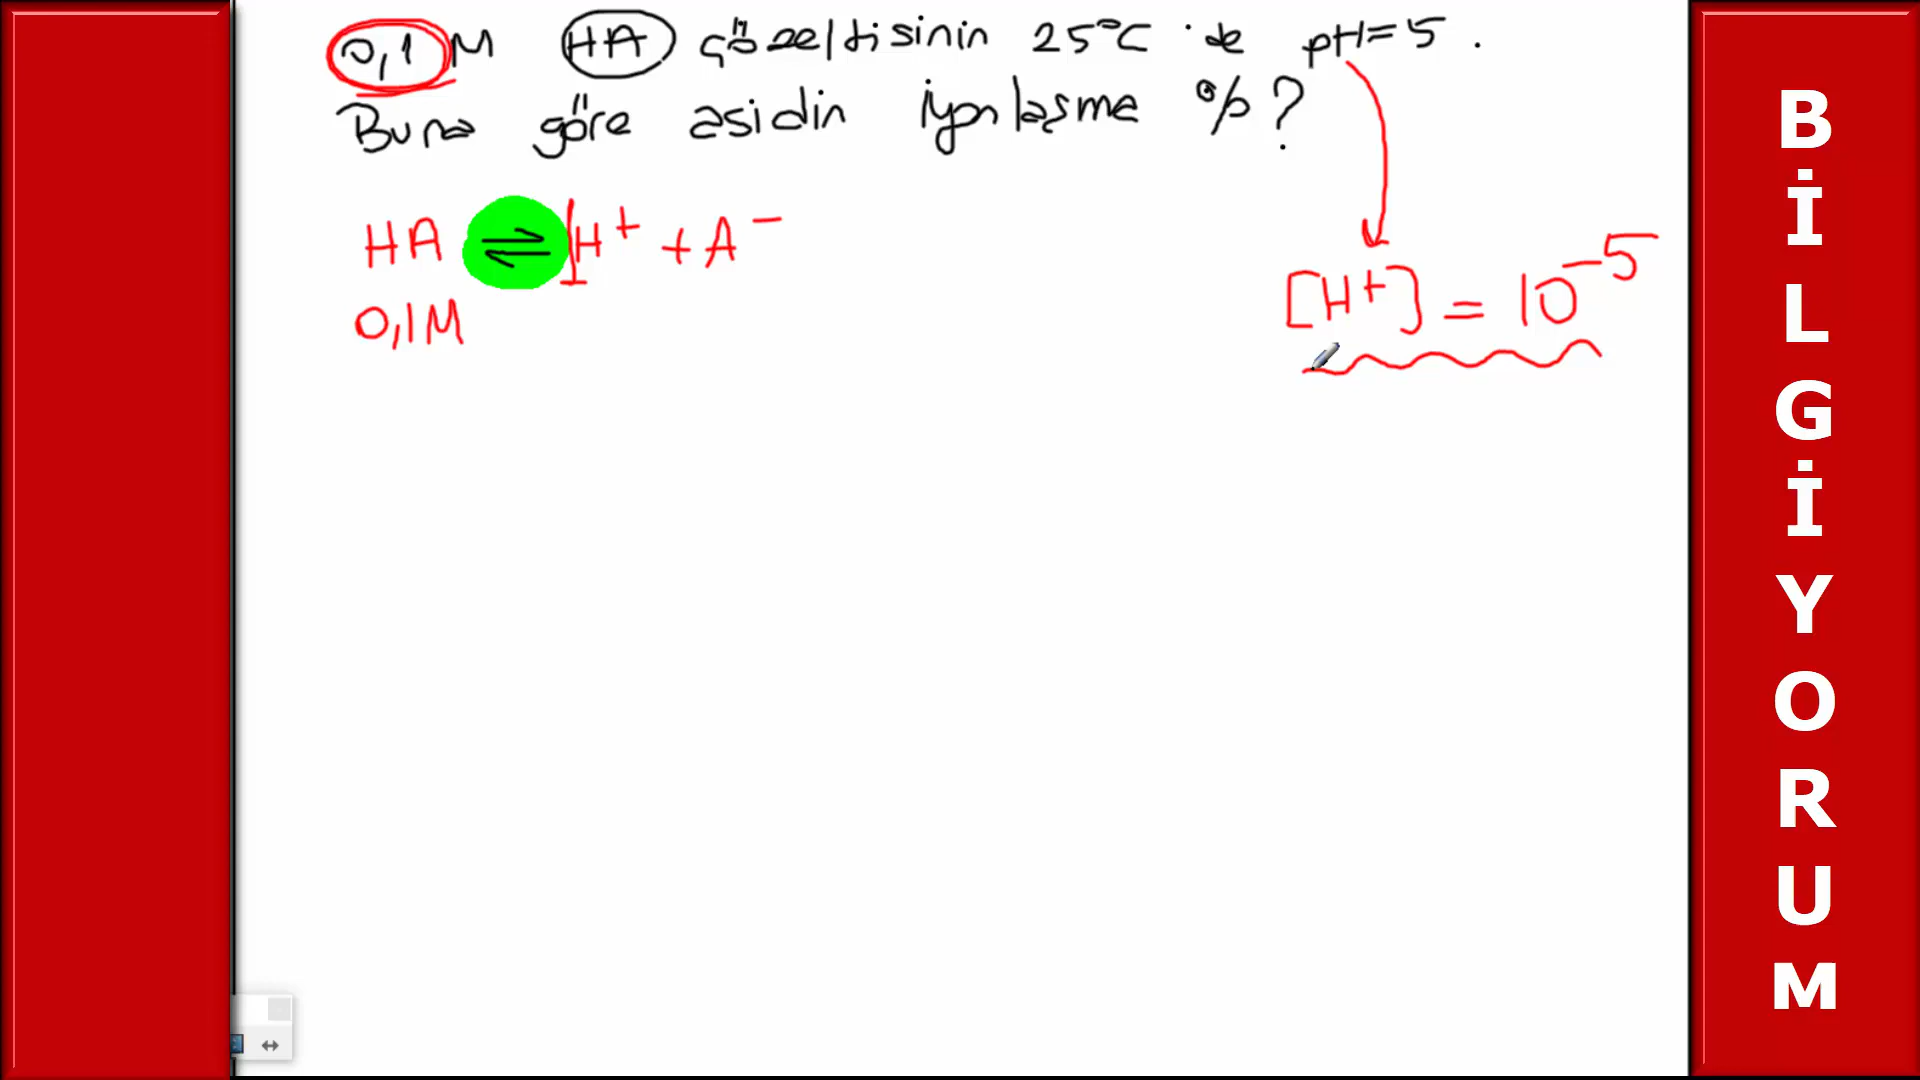 0,1 M HA çözeltisinin 25°C 'de pH=5.
Buna göre asidin iyonlaşma % ?
HA ⇌ H⁺ + A⁻
0,1M
[H⁺] = 10⁻⁵
BİLGİYORUM